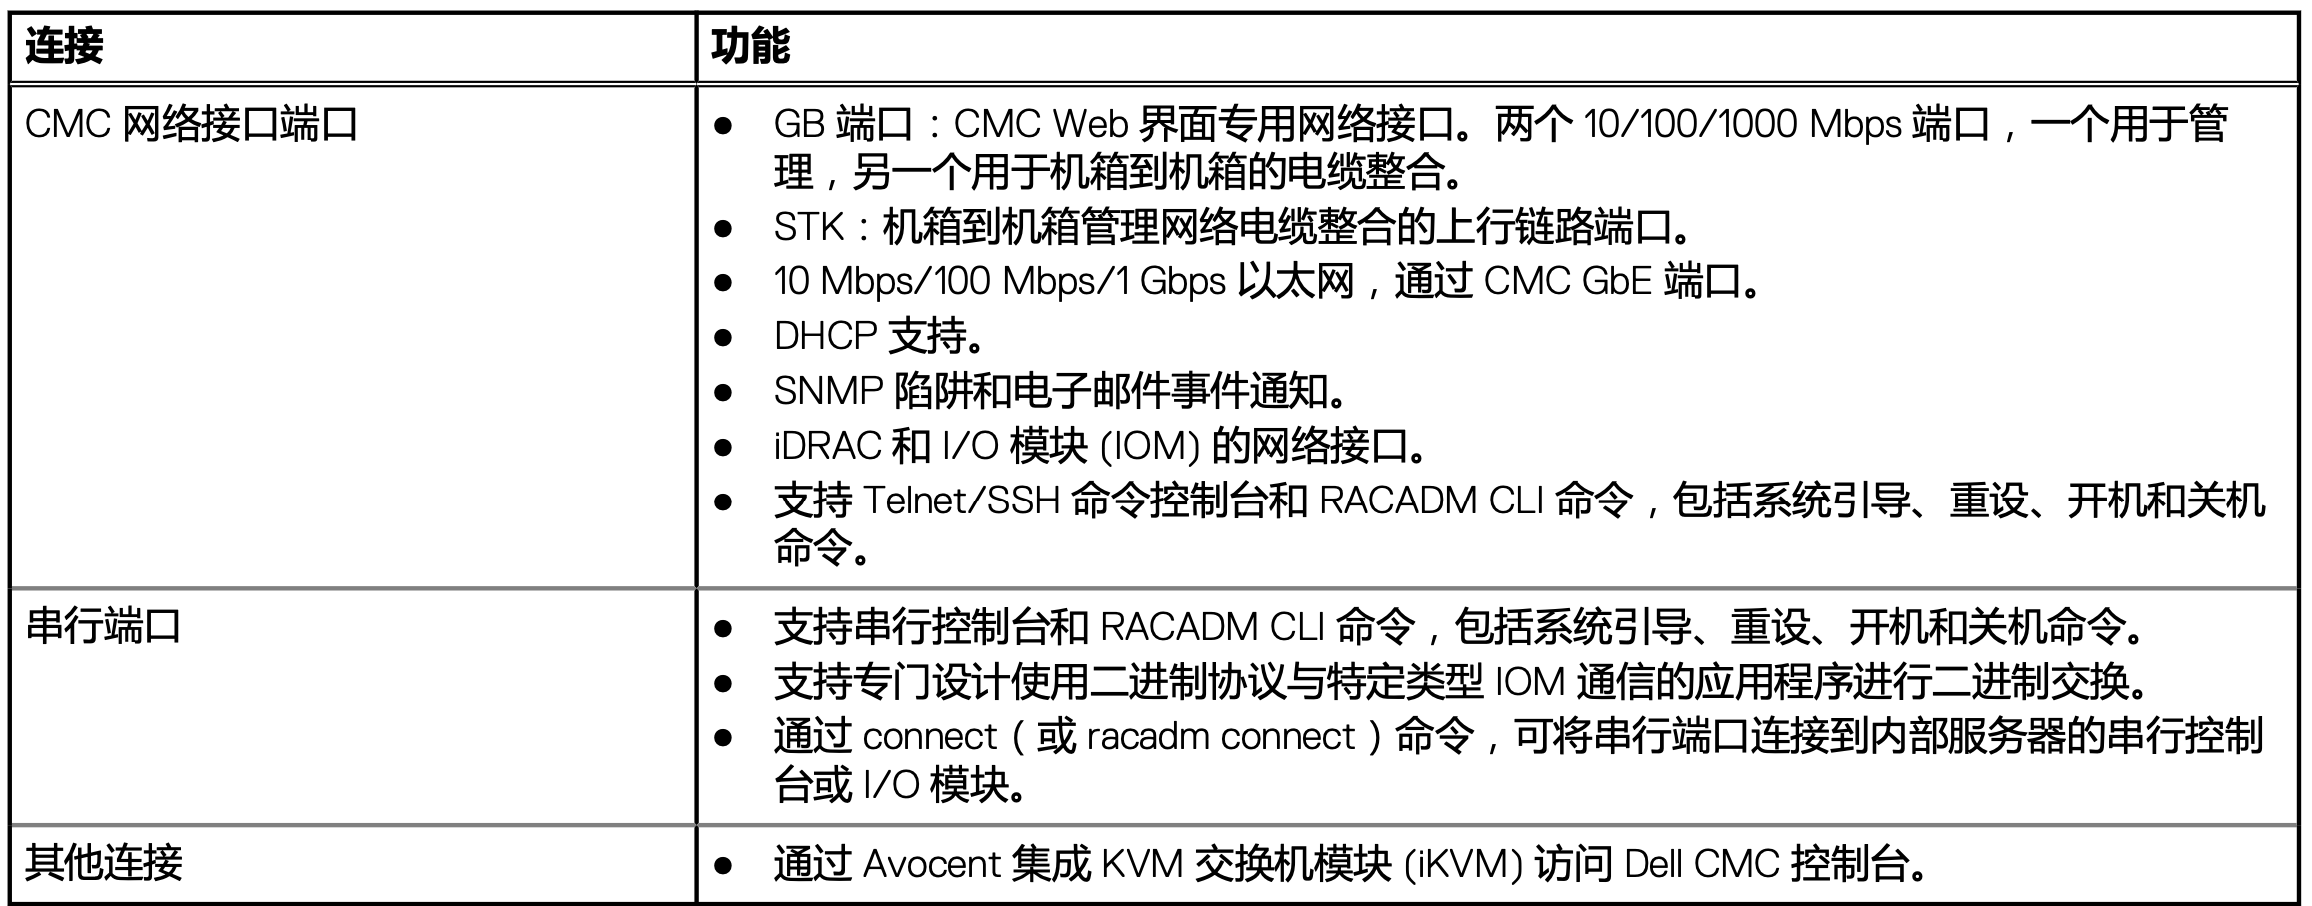 连接
功能
CMC 网络接口端口
● GB 端口：CMC Web 界面专用网络接口。两个 10/100/1000 Mbps 端口，一个用于管
理，另一个用于机箱到机箱的电缆整合。
● STK：机箱到机箱管理网络电缆整合的上行链路端口。
● 10 Mbps/100 Mbps/1 Gbps 以太网，通过 CMC GbE 端口。
● DHCP 支持。
● SNMP 陷阱和电子邮件事件通知。
● iDRAC 和 I/O 模块 (IOM) 的网络接口。
● 支持 Telnet/SSH 命令控制台和 RACADM CLI 命令，包括系统引导、重设、开机和关机
命令。
串行端口
● 支持串行控制台和 RACADM CLI 命令，包括系统引导、重设、开机和关机命令。
● 支持专门设计使用二进制协议与特定类型 IOM 通信的应用程序进行二进制交换。
● 通过 connect（或 racadm connect）命令，可将串行端口连接到内部服务器的串行控制
台或 I/O 模块。
其他连接
● 通过 Avocent 集成 KVM 交换机模块 (iKVM) 访问 Dell CMC 控制台。